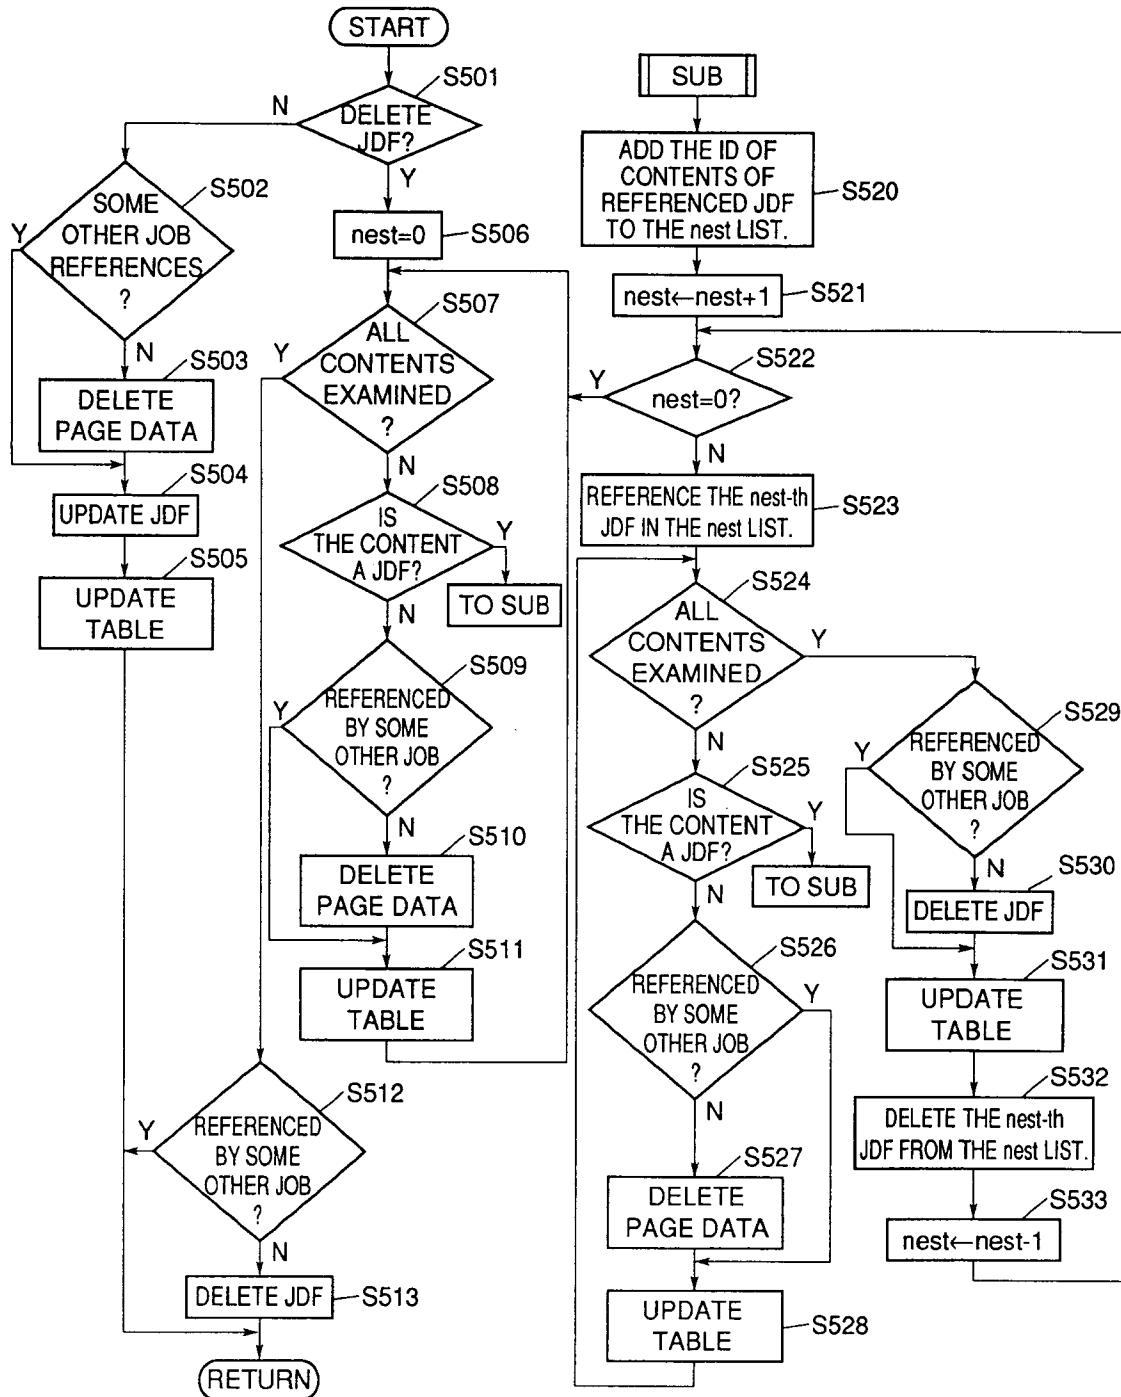 START
S501
N
DELETE
JDF?
Y
S502
SOME
OTHER JOB
REFERENCES
?
Y
N
S503
DELETE
PAGE DATA
S504
UPDATE JDF
S505
UPDATE
TABLE
nest=0
S506
S507
ALL
CONTENTS
EXAMINED
?
Y
N
S508
IS
THE CONTENT
A JDF?
Y
TO SUB
N
S509
REFERENCED
BY SOME
OTHER JOB
?
Y
N
S510
DELETE
PAGE DATA
S511
UPDATE
TABLE
S512
REFERENCED
BY SOME
OTHER JOB
?
Y
N
DELETE JDF
S513
RETURN
SUB
ADD THE ID OF
CONTENTS OF
REFERENCED JDF
TO THE nest LIST.
S520
nest←nest+1
S521
S522
nest=0?
Y
N
REFERENCE THE nest-th
JDF IN THE nest LIST.
S523
S524
ALL
CONTENTS
EXAMINED
?
Y
N
S525
IS
THE CONTENT
A JDF?
Y
TO SUB
N
S526
REFERENCED
BY SOME
OTHER JOB
?
Y
N
S527
DELETE
PAGE DATA
UPDATE
TABLE
S528
S529
REFERENCED
BY SOME
OTHER JOB
?
Y
N
S530
DELETE JDF
S531
UPDATE
TABLE
S532
DELETE THE nest-th
JDF FROM THE nest LIST.
S533
nest←nest-1